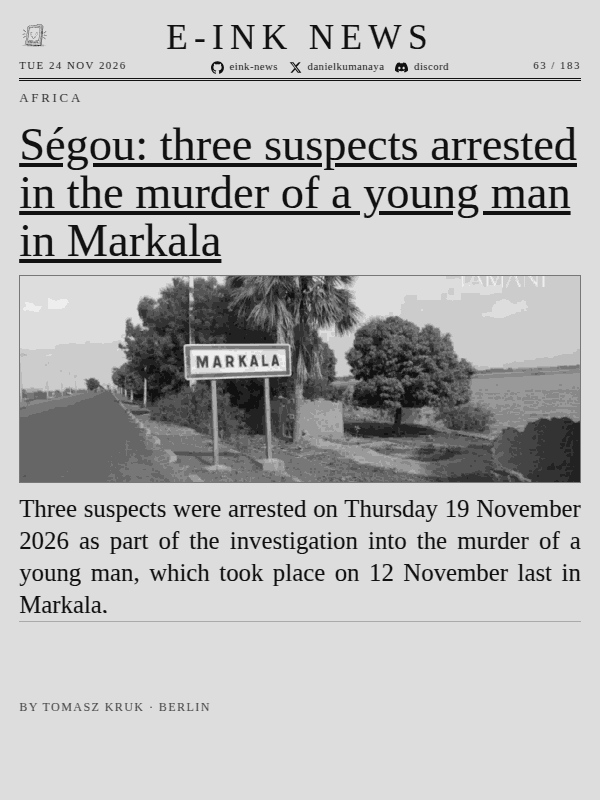 E-INK NEWS
TUE 24 NOV 2026
eink-news danielkumanaya discord
63 / 183
AFRICA
Ségou: three suspects arrested
in the murder of a young man
in Markala
TAMANI
MARKALA
Three suspects were arrested on Thursday 19 November
2026 as part of the investigation into the murder of a
young man, which took place on 12 November last in
Markala.
BY TOMASZ KRUK · BERLIN